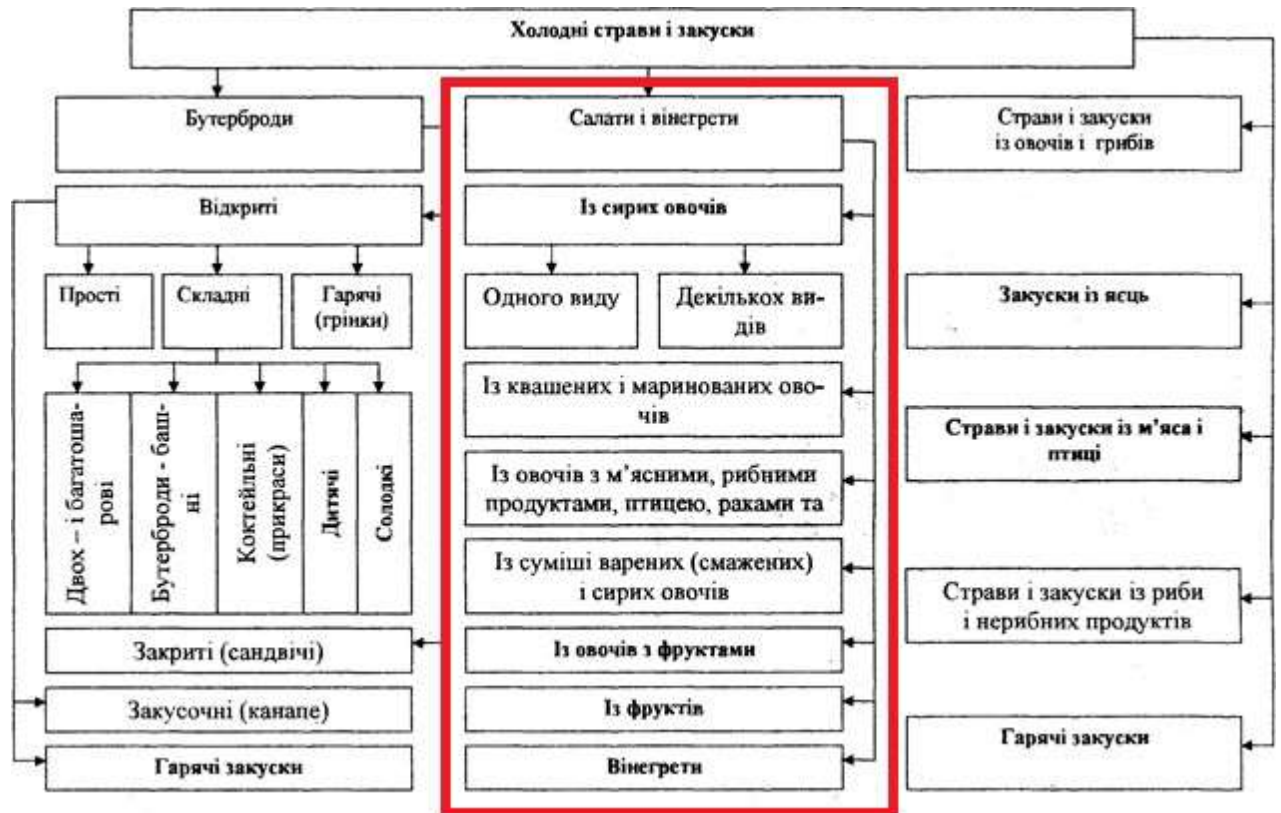 Холодні страви і закуски
Бутерброди
Відкриті
Прості
Складні
Гарячі
(грінки)
Двох – і багатоша-
рові
Бутерброди - баш-
ні
Коктейльні
(прикраси)
Дитячі
Солодкі
Закриті (сандвічі)
Закусочні (канапе)
Гарячі закуски
Салати і вінегрети
Із сирих овочів
Одного виду
Декількох ви-
дів
Із квашених і маринованих ово-
чів
Із овочів з м’ясними, рибними
продуктами, птицею, раками та
Із суміші варених (смажених)
і сирих овочів
Із овочів з фруктами
Із фруктів
Вінегрети
Страви і закуски
із овочів і грибів
Закуски із яєць
Страви і закуски із м’яса і
птиці
Страви і закуски із риби
і нерибних продуктів
Гарячі закуски